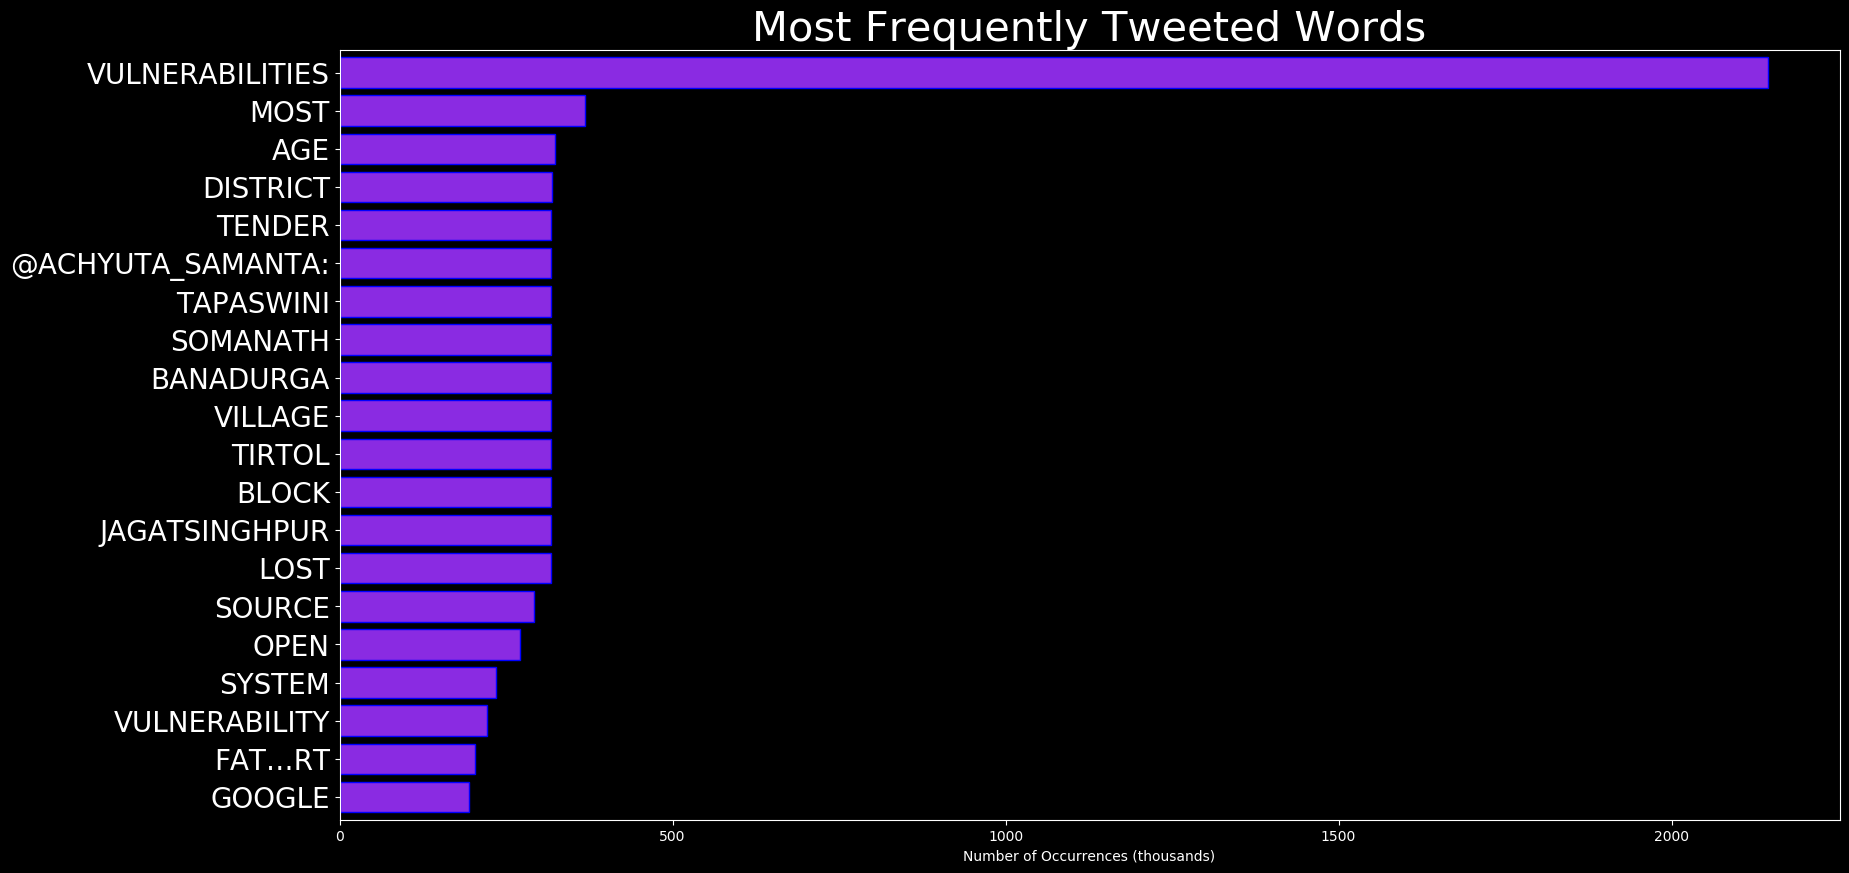 Most Frequently Tweeted Words
VULNERABILITIES
MOST
AGE
DISTRICT
TENDER
@ACHYUTA_SAMANTA:
TAPASWINI
SOMANATH
BANADURGA
VILLAGE
TIRTOL
BLOCK
JAGATSINGHPUR
LOST
SOURCE
OPEN
SYSTEM
VULNERABILITY
FAT…RT
GOOGLE
0 500 1000 1500 2000
Number of Occurrences (thousands)